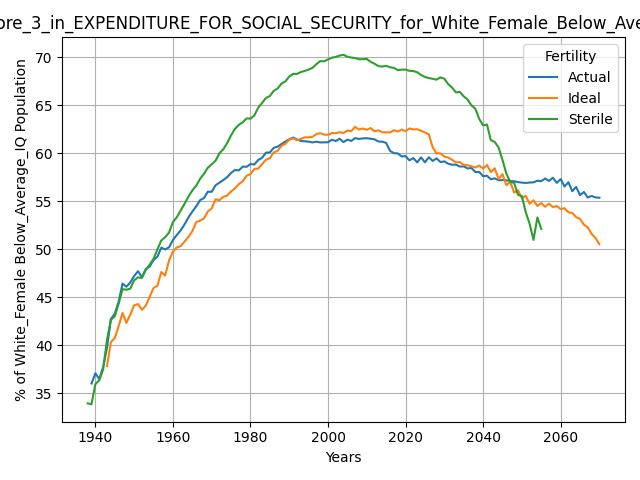 ore_3_in_EXPENDITURE_FOR_SOCIAL_SECURITY_for_White_Female_Below_Ave
% of White_Female Below_Average_IQ Population
70
65
60
55
50
45
40
35
1940
1960
1980
2000
2020
2040
2060
Years
Fertility
Actual
Ideal
Sterile